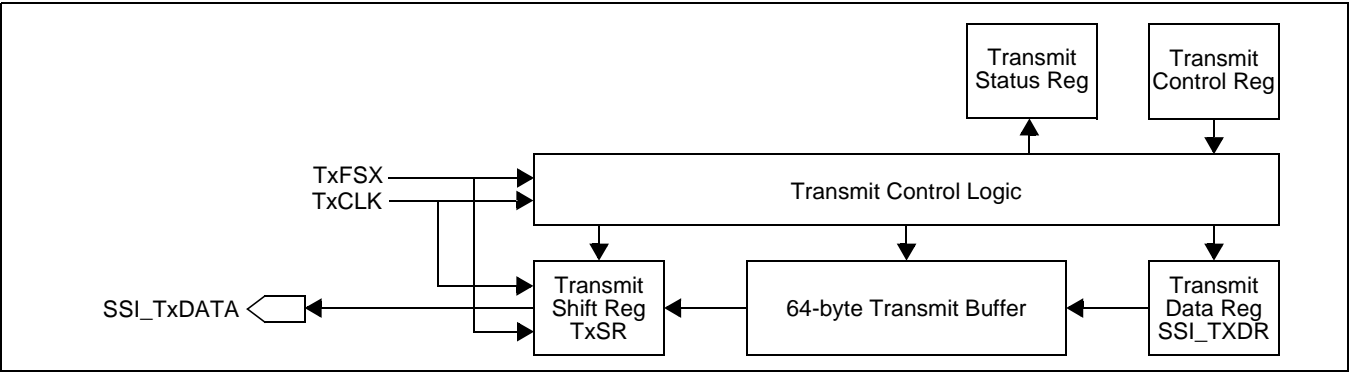 Transmit
Status Reg
Transmit
Control Reg
TxFSX
TxCLK
Transmit Control Logic
SSI_TxDATA
Transmit
Shift Reg
TxSR
64-byte Transmit Buffer
Transmit
Data Reg
SSI_TXDR